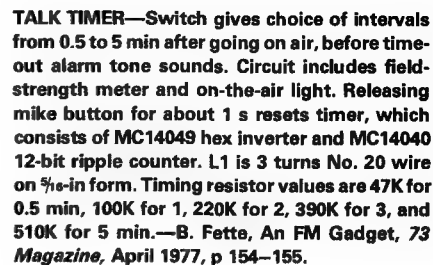 TALK TIMER—Switch gives choice of intervals
from 0.5 to 5 min after going on air, before time-
out alarm tone sounds. Circuit includes field-
strength meter and on-the-air light. Releasing
mike button for about 1 s resets timer, which
consists of MC14049 hex inverter and MC14040
12-bit ripple counter. L1 is 3 turns No. 20 wire
on 5/16-in form. Timing resistor values are 47K for
0.5 min, 100K for 1, 220K for 2, 390K for 3, and
510K for 5 min.—B. Fette, An FM Gadget, 73
Magazine, April 1977, p 154–155.